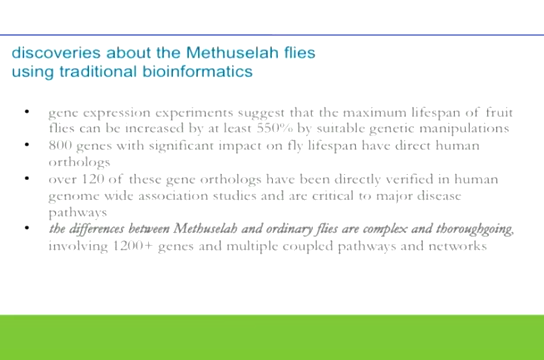 discoveries about the Methuselah flies
using traditional bioinformatics
• gene expression experiments suggest that the maximum lifespan of fruit
flies can be increased by at least 550% by suitable genetic manipulations
• 800 genes with significant impact on fly lifespan have direct human
orthologs
• over 120 of these gene orthologs have been directly verified in human
genome wide association studies and are critical to major disease
pathways
• the differences between Methuselah and ordinary flies are complex and thoroughgoing,
involving 1200+ genes and multiple coupled pathways and networks